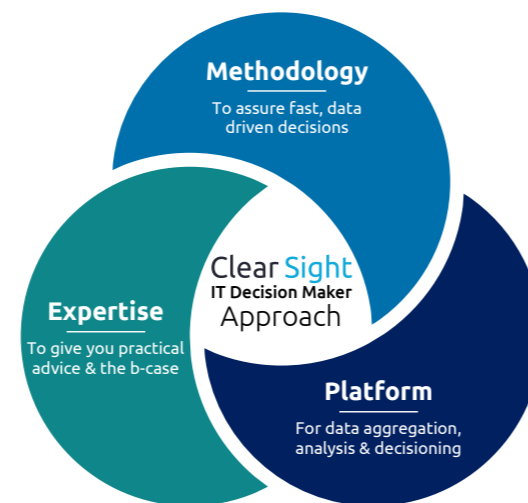 Methodology
To assure fast, data
driven decisions
Clear Sight
IT Decision Maker
Approach
Expertise
To give you practical
advice & the b-case
Platform
For data aggregation,
analysis & decisioning